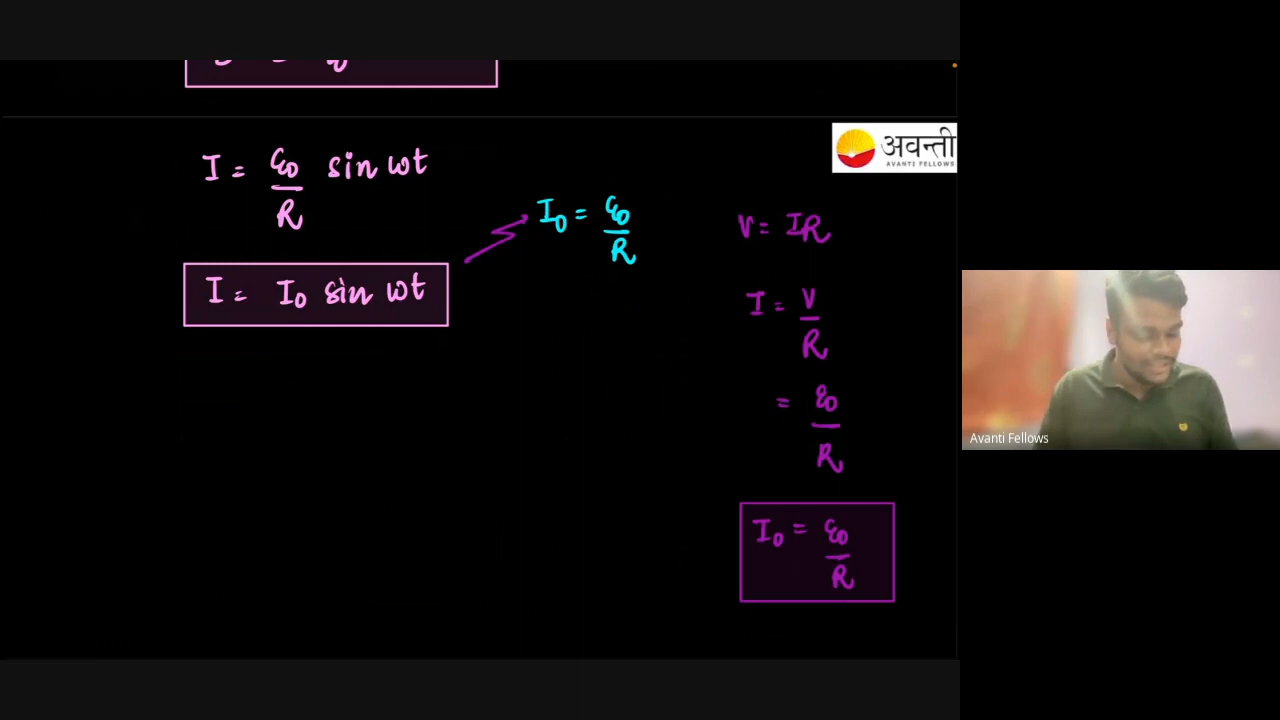 I = ε0/R sin ωt
I = I0 sin ωt
I0 = ε0/R
अवन्ती
AVANTI FELLOWS
V = IR
I = V/R
= ε0/R
I0 = ε0/R
Avanti Fellows